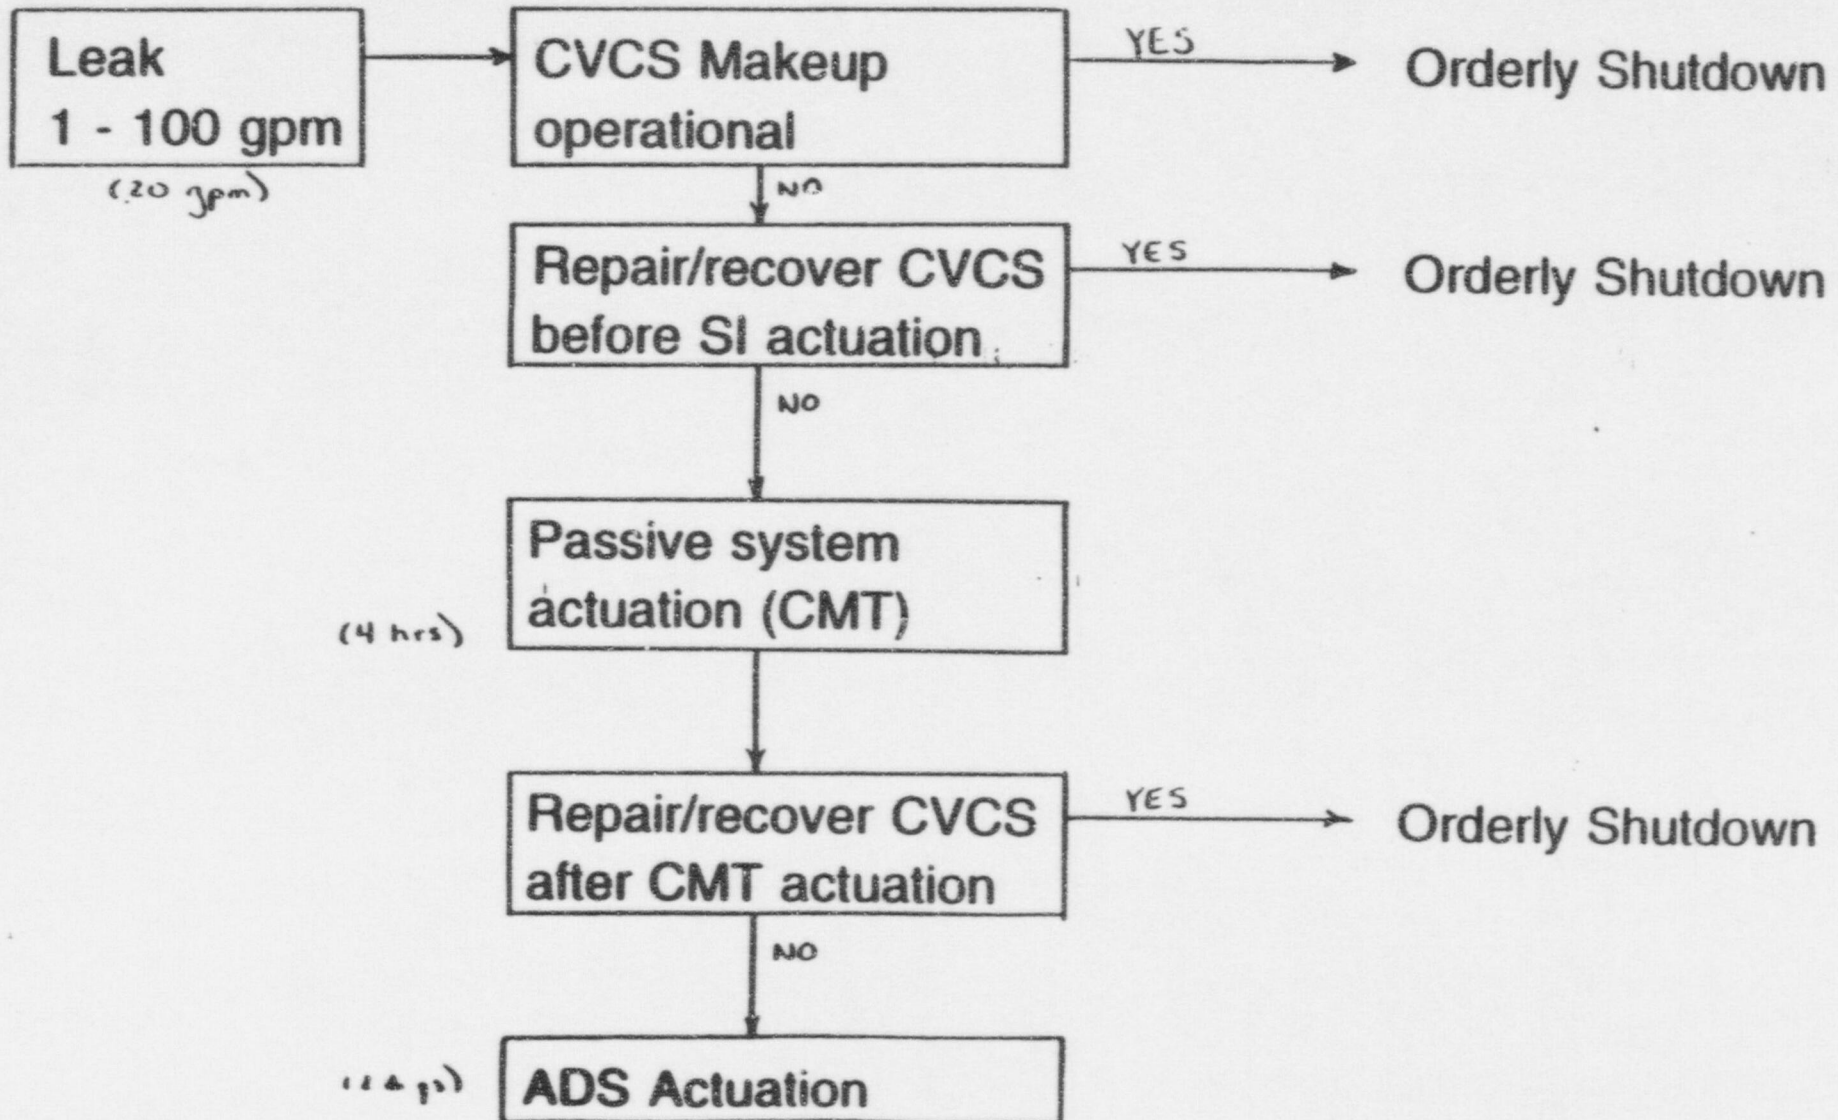 Leak
1 - 100 gpm
(20 gpm)
CVCS Makeup
operational
YES
Orderly Shutdown
NO
Repair/recover CVCS
before SI actuation
YES
Orderly Shutdown
NO
Passive system
actuation (CMT)
(4 hrs)
Repair/recover CVCS
after CMT actuation
YES
Orderly Shutdown
NO
ADS Actuation